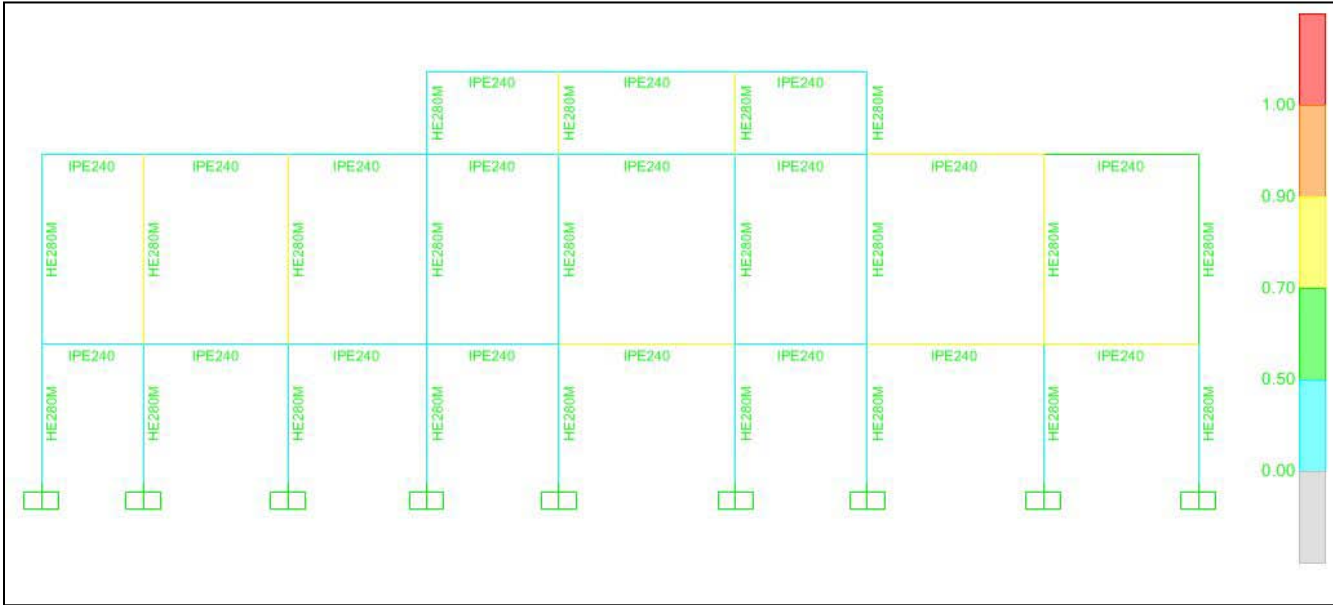 IPE240 IPE240 IPE240
HE280M HE280M HE280M HE280M
1.00
IPE240 IPE240 IPE240 IPE240 IPE240 IPE240 IPE240 IPE240
0.90
HE280M HE280M HE280M HE280M HE280M HE280M HE280M HE280M HE280M
0.70
IPE240 IPE240 IPE240 IPE240 IPE240 IPE240 IPE240 IPE240
0.50
HE280M HE280M HE280M HE280M HE280M HE280M HE280M HE280M HE280M
0.00